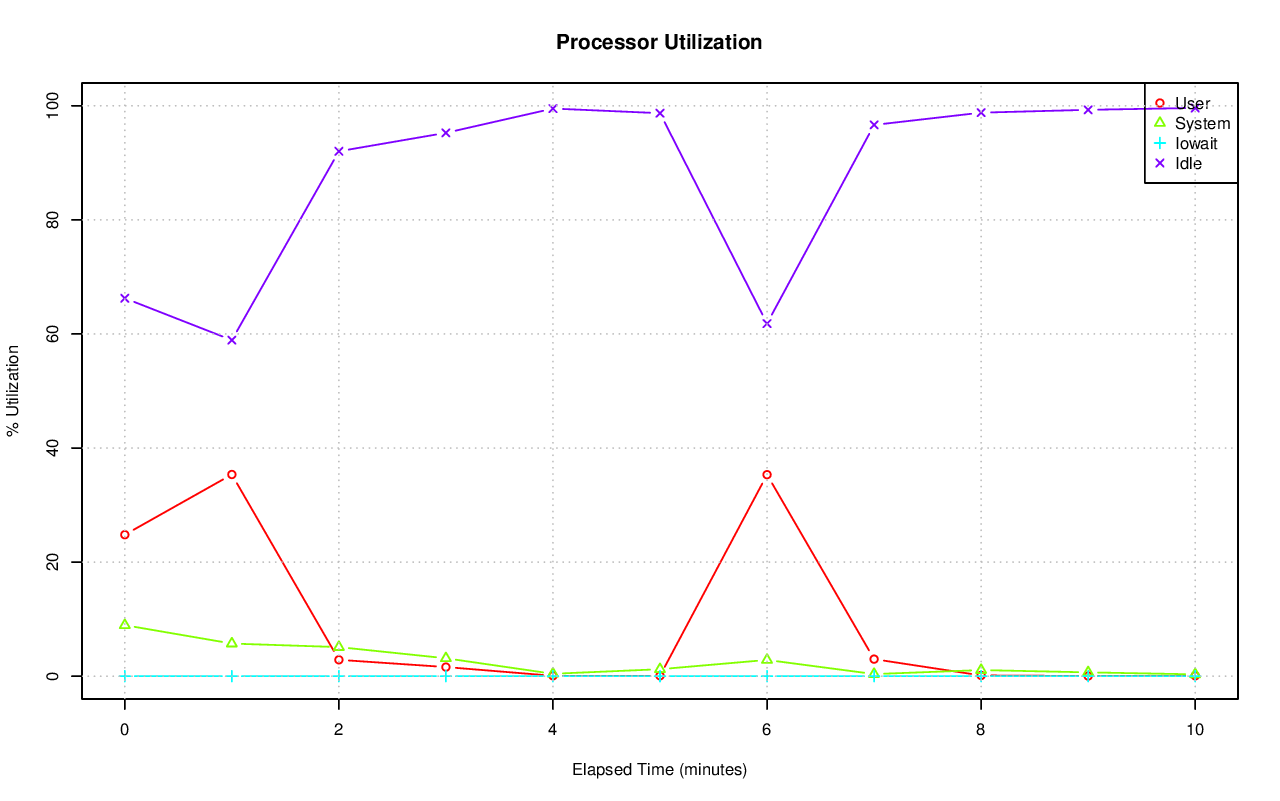 Processor Utilization
100
80
60
40
20
0
% Utilization
User
System
Iowait
Idle
0 2 4 6 8 10
Elapsed Time (minutes)